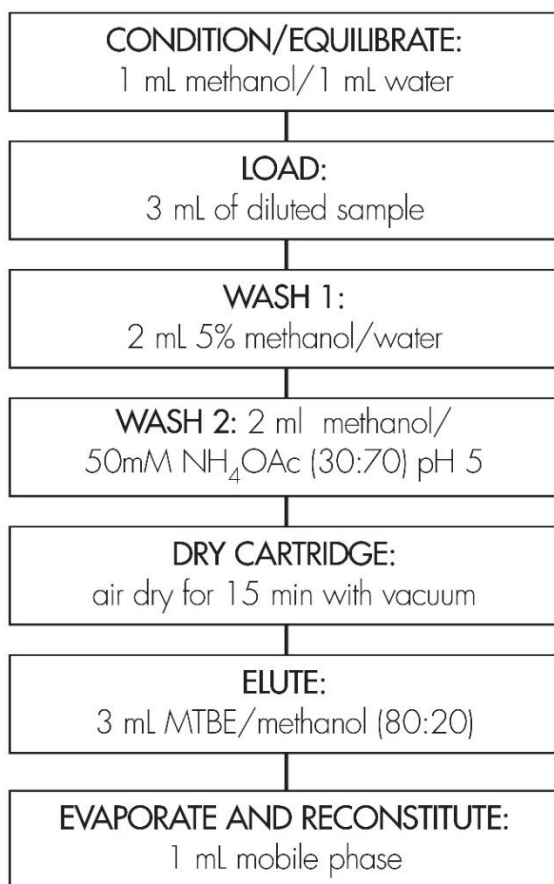 CONDITION/EQUILIBRATE:
1 mL methanol/1 mL water
LOAD:
3 mL of diluted sample
WASH 1:
2 mL 5% methanol/water
WASH 2: 2 ml methanol/
50mM NH₄OAc (30:70) pH 5
DRY CARTRIDGE:
air dry for 15 min with vacuum
ELUTE:
3 mL MTBE/methanol (80:20)
EVAPORATE AND RECONSTITUTE:
1 mL mobile phase